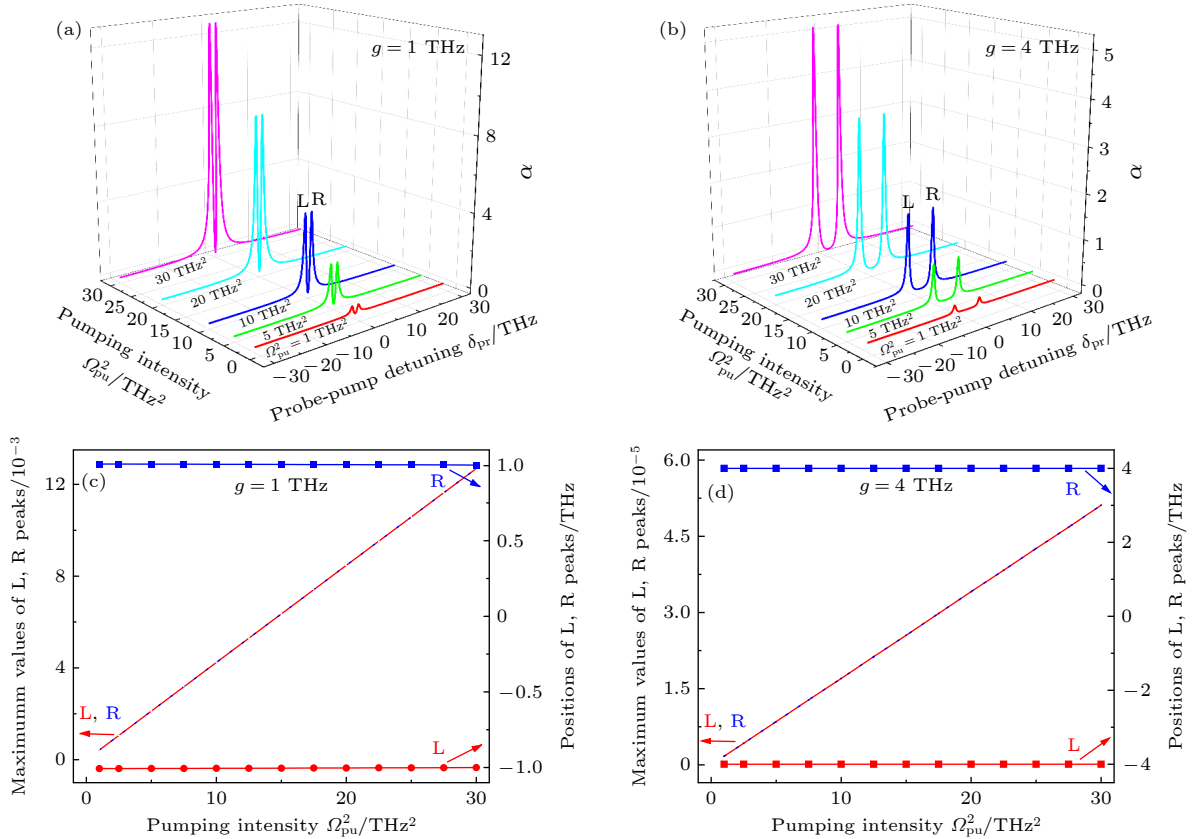 (a)
g = 1 THz
12
8
4
0
α
L R
30 THz²
20 THz²
10 THz²
5 THz²
Ω²pu = 1 THz²
30
25
20
15
10
5
0
Pumping intensity
Ω²pu/THz²
−30
−20
−10
0
10
20
30
Probe-pump detuning δpr/THz
(b)
g = 4 THz
5
4
3
2
1
0
α
L R
30 THz²
20 THz²
10 THz²
5 THz²
Ω²pu = 1 THz²
30
25
20
15
10
5
0
Pumping intensity
Ω²pu/THz²
−30
−20
−10
0
10
20
30
Probe-pump detuning δpr/THz
(c)
g = 1 THz
R
L, R
L
Maximumm values of L, R peaks/10⁻³
12
8
4
0
Positions of L, R peaks/THz
1.0
0.5
0
−0.5
−1.0
0 10 20 30
Pumping intensity Ω²pu/THz²
(d)
g = 4 THz
R
L, R
L
Maximum values of L, R peaks/10⁻⁵
6.0
4.5
3.0
1.5
0
Positions of L, R peaks/THz
4
2
0
−2
−4
0 10 20 30
Pumping intensity Ω²pu/THz²